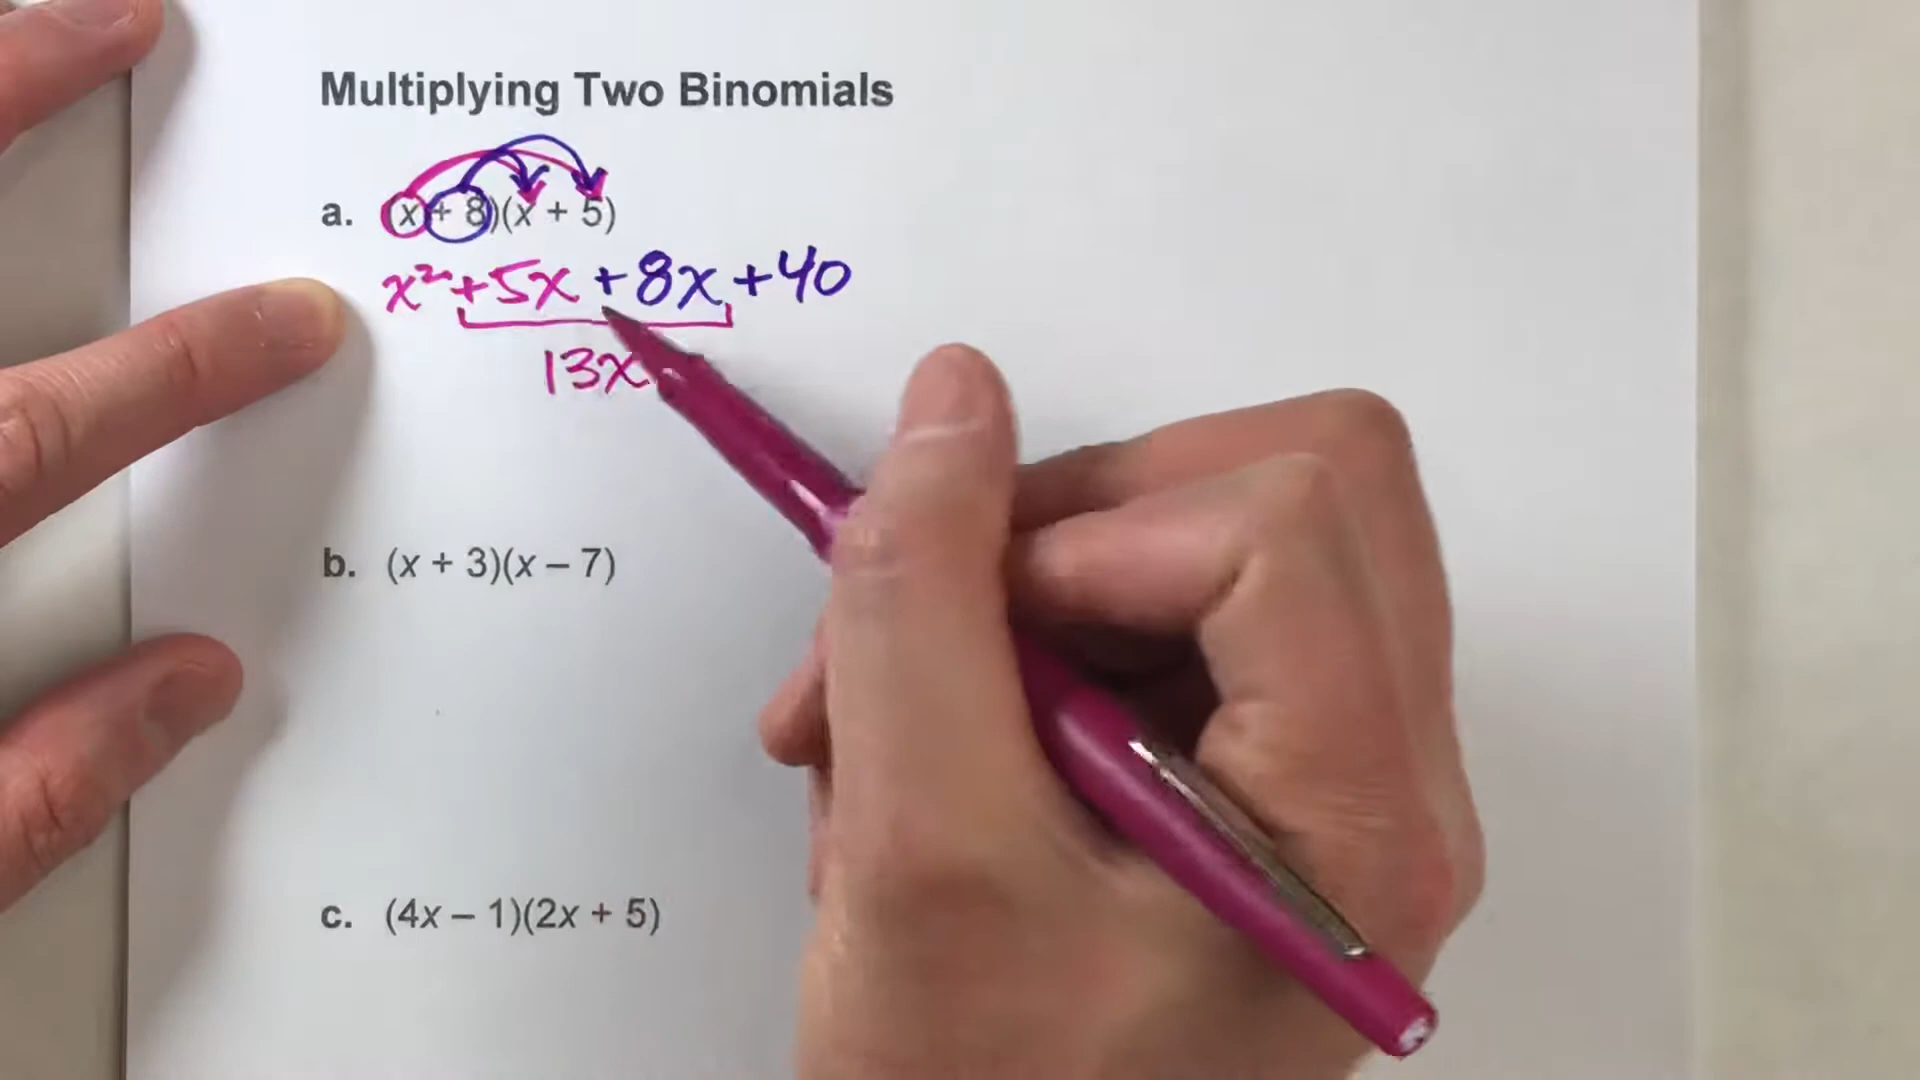 Multiplying Two Binomials
a. (x + 8)(x + 5)
x² + 5x + 8x + 40
13x
b. (x + 3)(x – 7)
c. (4x – 1)(2x + 5)